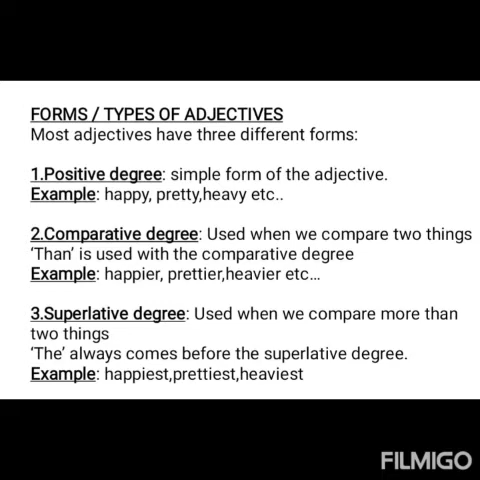 FORMS / TYPES OF ADJECTIVES
Most adjectives have three different forms:
1.Positive degree: simple form of the adjective.
Example: happy, pretty,heavy etc..
2.Comparative degree: Used when we compare two things
‘Than’ is used with the comparative degree
Example: happier, prettier,heavier etc...
3.Superlative degree: Used when we compare more than
two things
‘The’ always comes before the superlative degree.
Example: happiest,prettiest,heaviest
FILMIGO